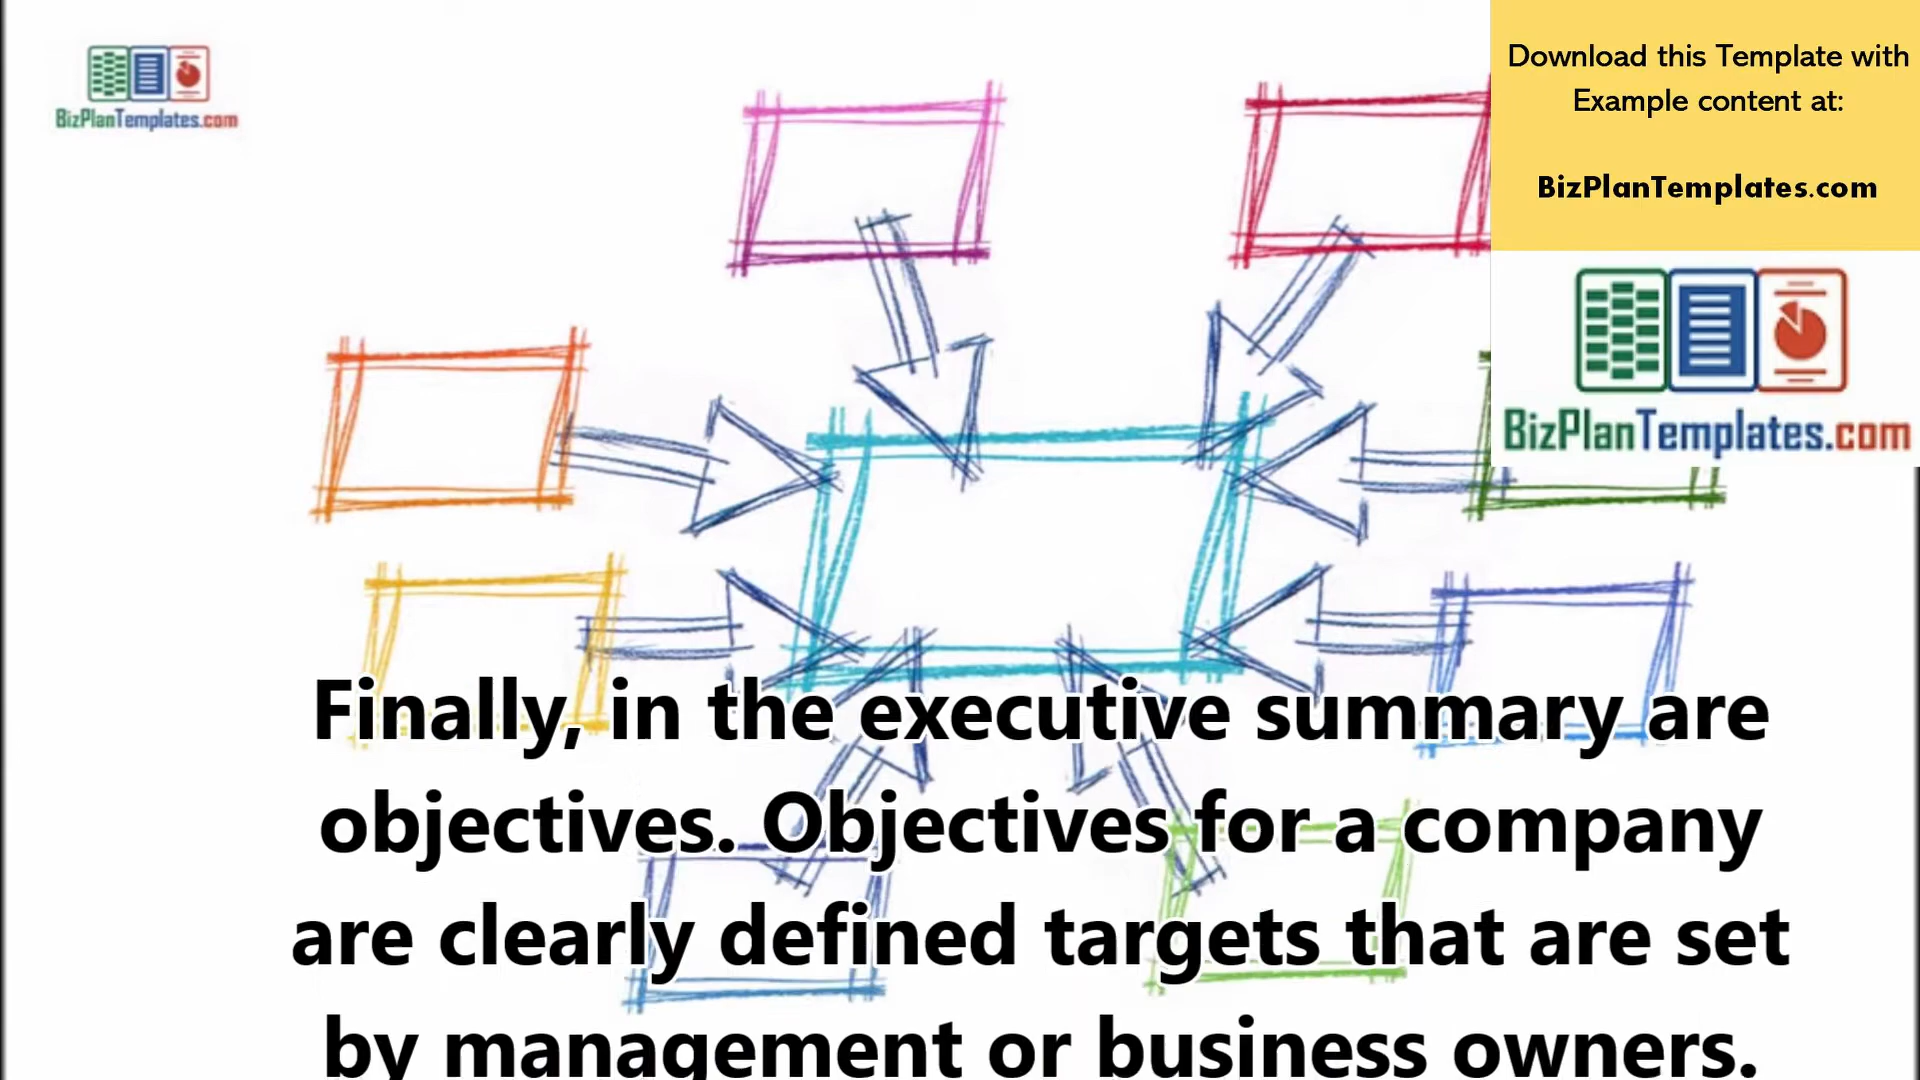 BizPlanTemplates.com
Download this Template with
Example content at:
BizPlanTemplates.com
BizPlanTemplates.com
Finally, in the executive summary are
objectives. Objectives for a company
are clearly defined targets that are set
by management or business owners.